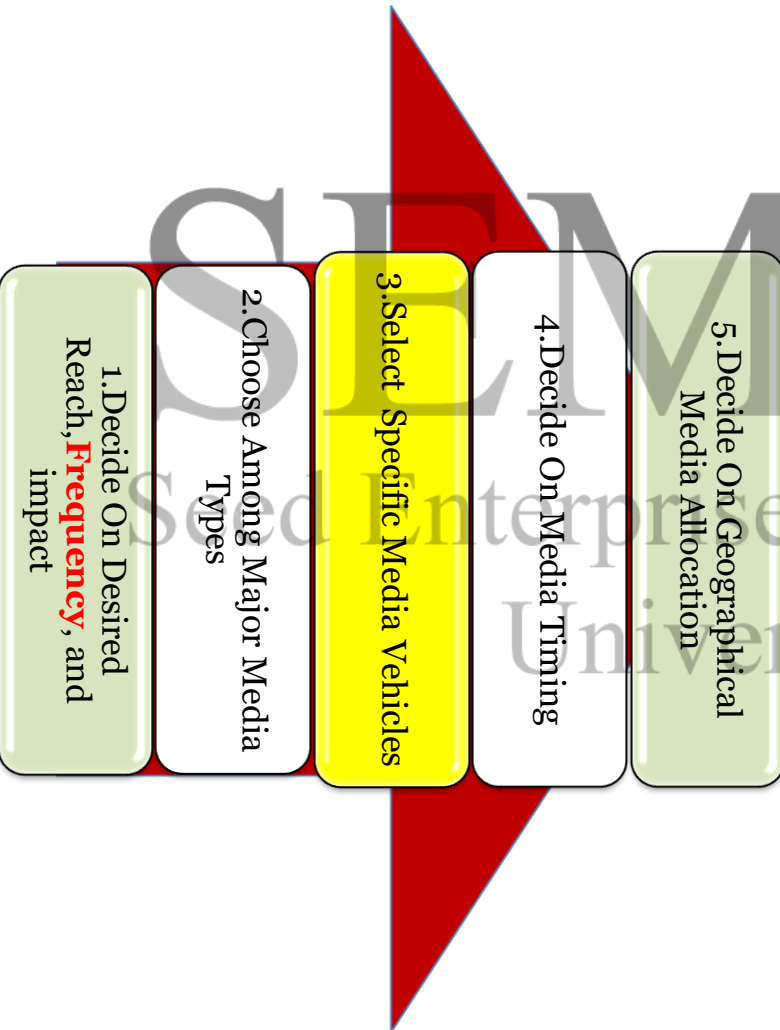 1.Decide On Desired
Reach,Frequency, and
impact
2.Choose Among Major Media
Types
3.Select Specific Media Vehicles
4.Decide On Media Timing
5.Decide On Geographical
Media Allocation
SEM
Seed Enterprise